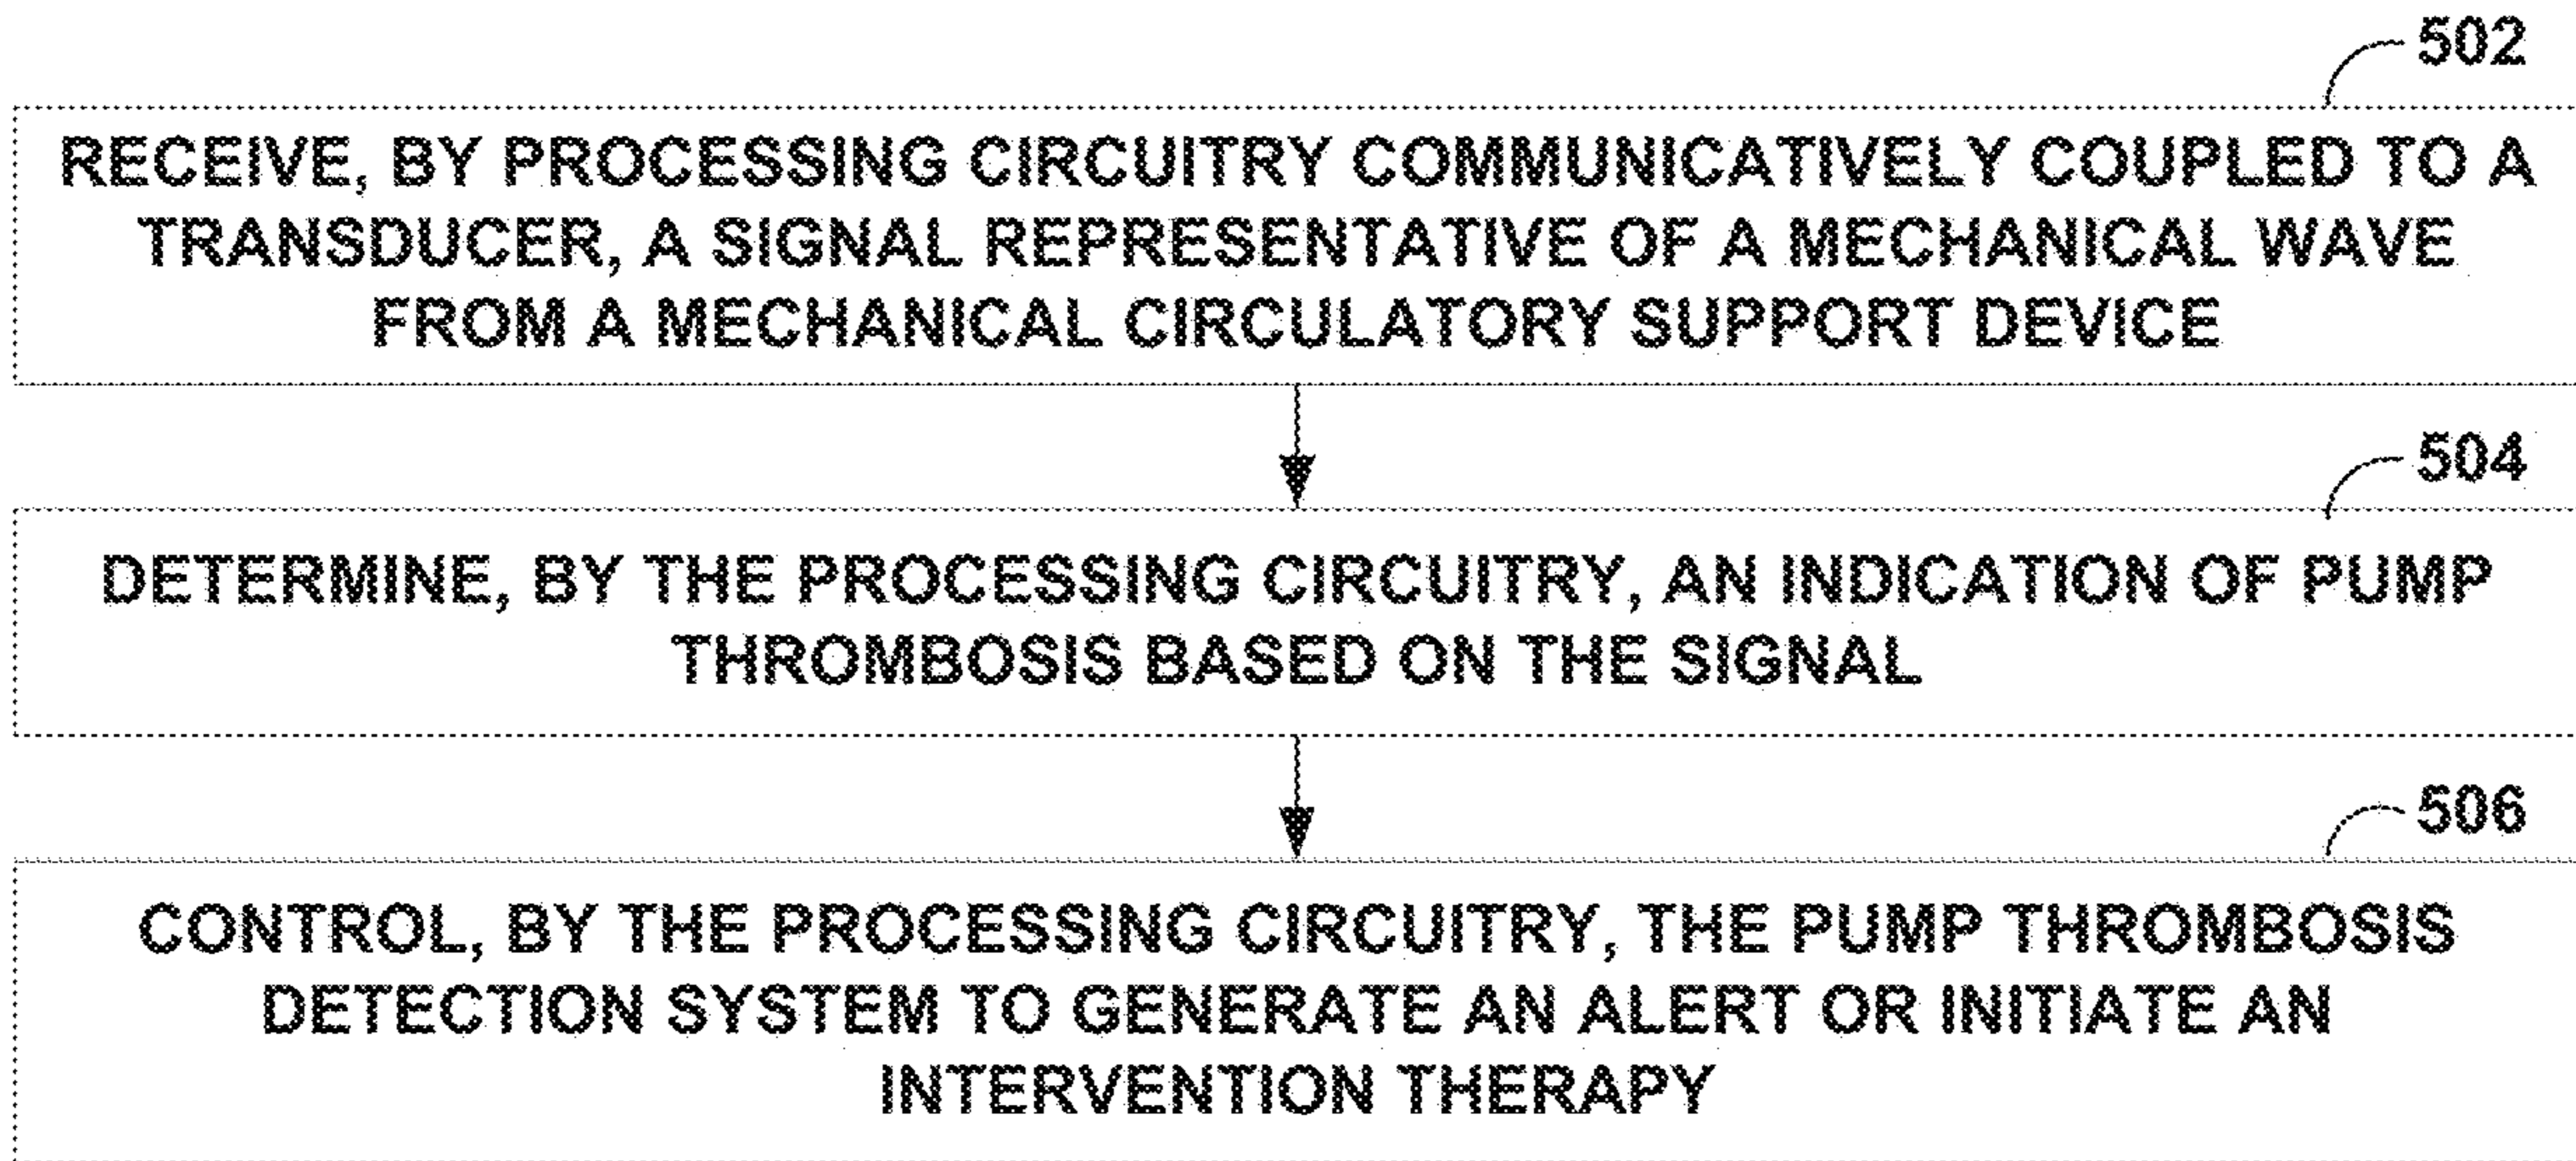 502
RECEIVE, BY PROCESSING CIRCUITRY COMMUNICATIVELY COUPLED TO A
TRANSDUCER, A SIGNAL REPRESENTATIVE OF A MECHANICAL WAVE
FROM A MECHANICAL CIRCULATORY SUPPORT DEVICE
504
DETERMINE, BY THE PROCESSING CIRCUITRY, AN INDICATION OF PUMP
THROMBOSIS BASED ON THE SIGNAL
506
CONTROL, BY THE PROCESSING CIRCUITRY, THE PUMP THROMBOSIS
DETECTION SYSTEM TO GENERATE AN ALERT OR INITIATE AN
INTERVENTION THERAPY